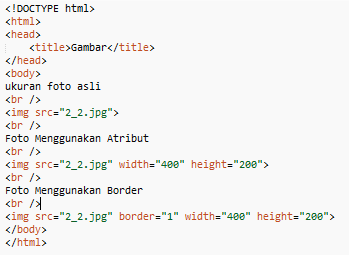 <!DOCTYPE html>
<html>
<head>
    <title>Gambar</title>
</head>
<body>
ukuran foto asli
<br />
<img src="2_2.jpg">
<br />
Foto Menggunakan Atribut
<br />
<img src="2_2.jpg" width="400" height="200">
<br />
Foto Menggunakan Border
<br />
<img src="2_2.jpg" border="1" width="400" height="200">
</body>
</html>